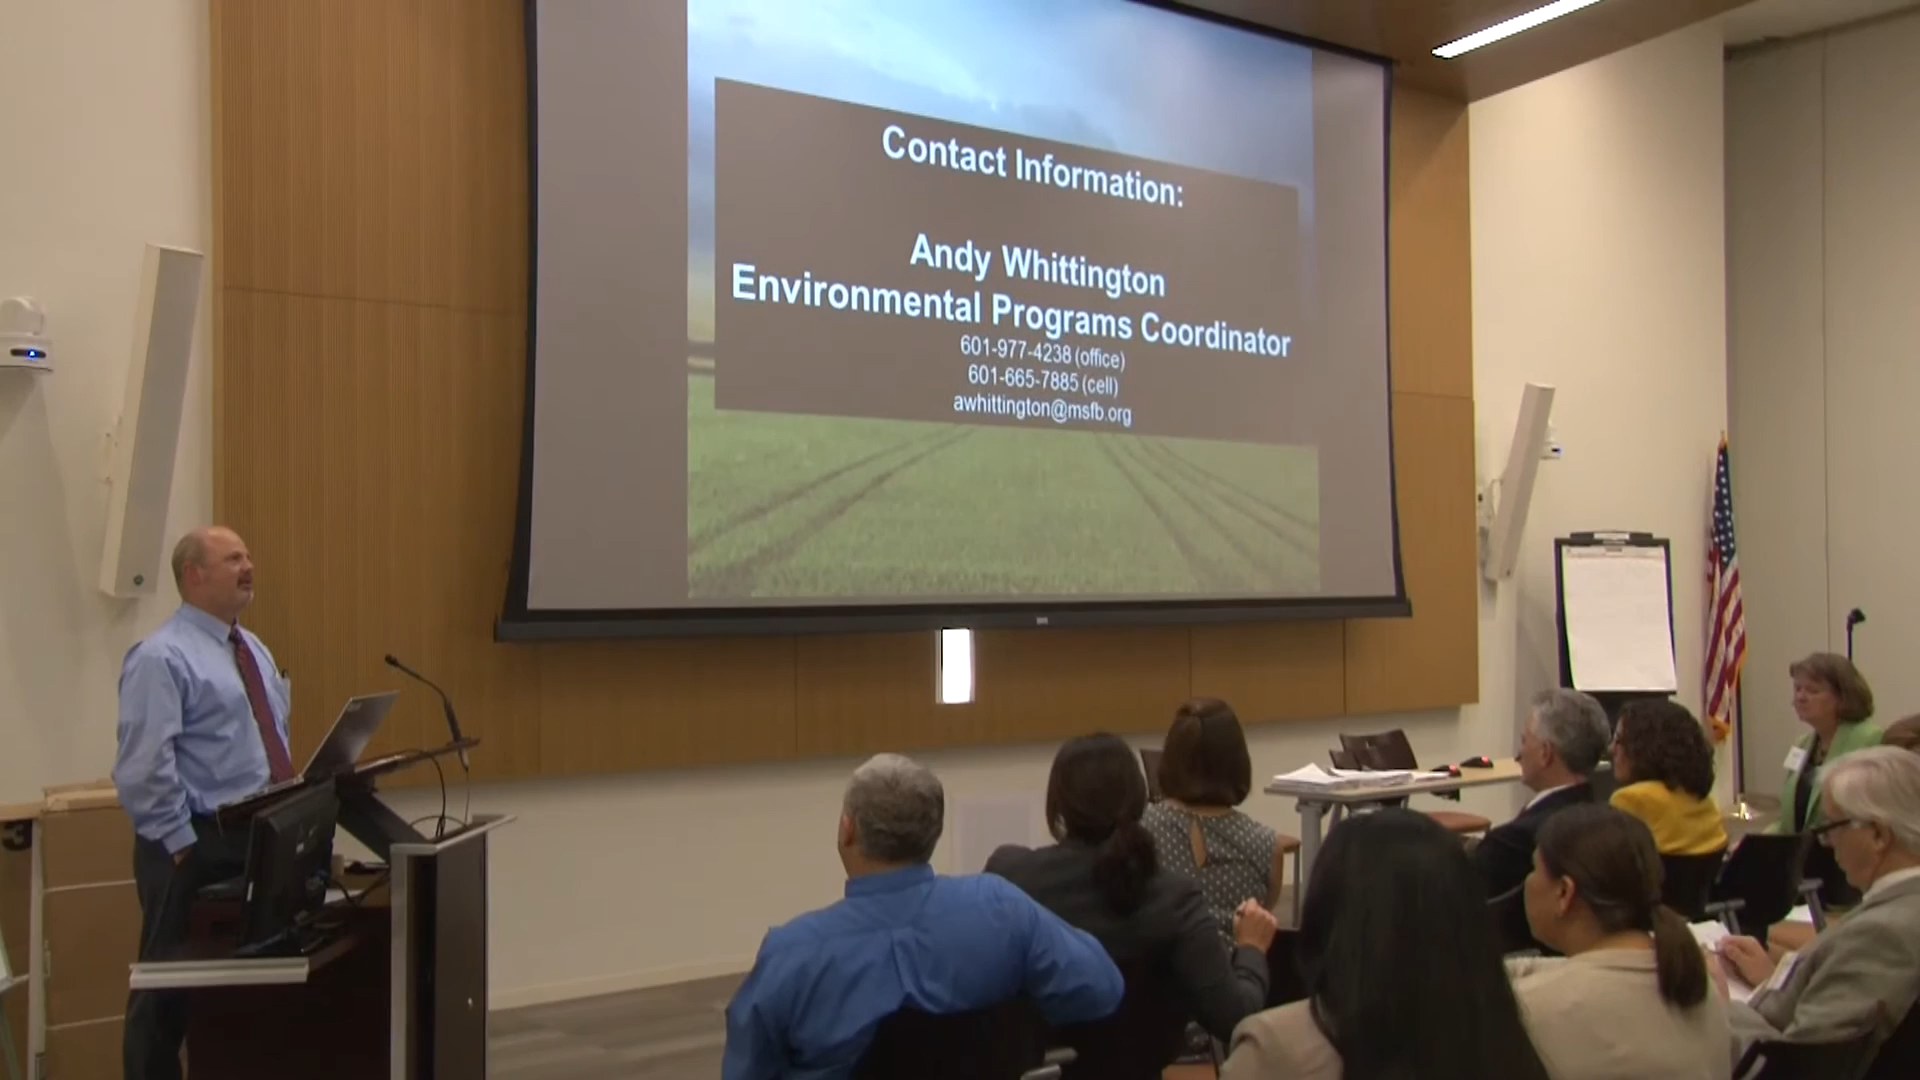 Contact Information:
Andy Whittington
Environmental Programs Coordinator
601-977-4238 (office)
601-665-7885 (cell)
awhittington@msfb.org